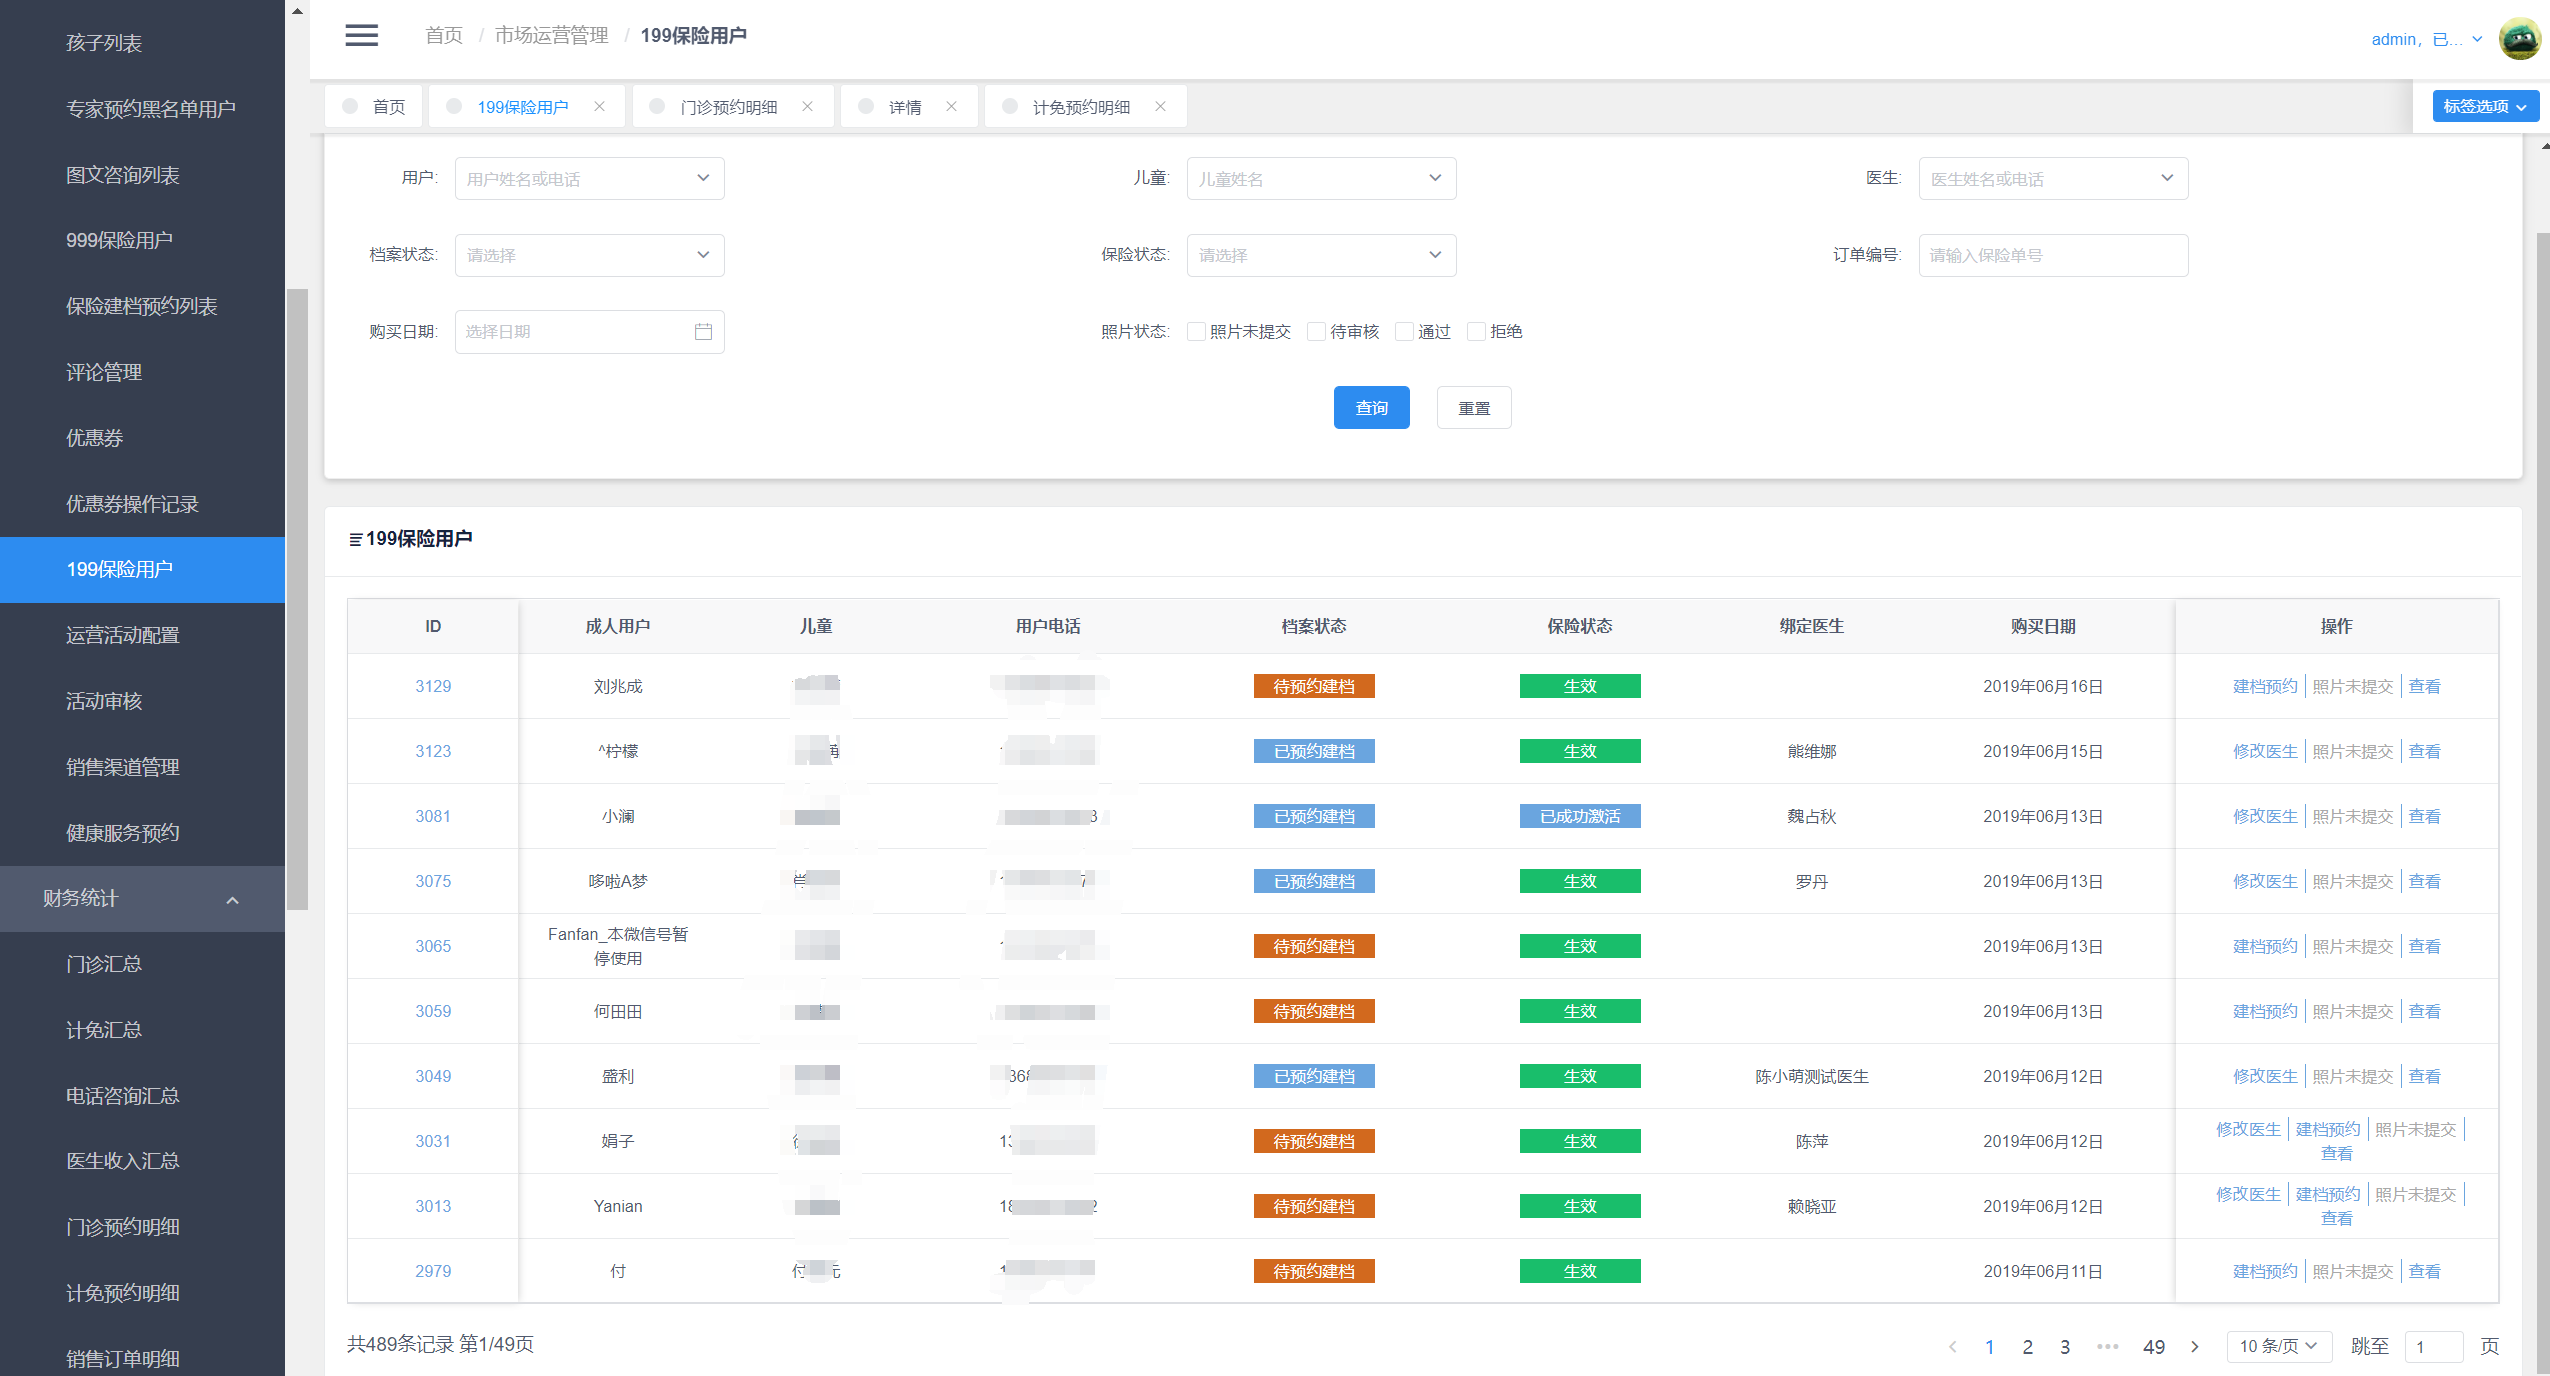 孩子列表
专家预约黑名单用户
图文咨询列表
999保险用户
保险建档预约列表
评论管理
优惠券
优惠券操作记录
199保险用户
运营活动配置
活动审核
销售渠道管理
健康服务预约
财务统计
门诊汇总
计免汇总
电话咨询汇总
医生收入汇总
门诊预约明细
计免预约明细
销售订单明细
首页 / 市场运营管理 / 199保险用户
admin，已...
首页 199保险用户 门诊预约明细 详情 计免预约明细 标签选项
用户: 用户姓名或电话 儿童: 儿童姓名 医生: 医生姓名或电话
档案状态: 请选择 保险状态: 请选择 订单编号: 请输入保险单号
购买日期: 选择日期 照片状态: 照片未提交 待审核 通过 拒绝
查询 重置
199保险用户
ID 成人用户 儿童 用户电话 档案状态 保险状态 绑定医生 购买日期 操作
3129 刘兆成 待预约建档 生效 2019年06月16日 建档预约 照片未提交 查看
3123 ^柠檬 已预约建档 生效 熊维娜 2019年06月15日 修改医生 照片未提交 查看
3081 小澜 3 已预约建档 已成功激活 魏占秋 2019年06月13日 修改医生 照片未提交 查看
3075 哆啦A梦 7 已预约建档 生效 罗丹 2019年06月13日 修改医生 照片未提交 查看
3065 Fanfan_本微信号暂停使用 待预约建档 生效 2019年06月13日 建档预约 照片未提交 查看
3059 何田田 待预约建档 生效 2019年06月13日 建档预约 照片未提交 查看
3049 盛利 368 已预约建档 生效 陈小萌测试医生 2019年06月12日 修改医生 照片未提交 查看
3031 娟子 13 待预约建档 生效 陈萍 2019年06月12日 修改医生 建档预约 照片未提交 查看
3013 Yanian 18 2 待预约建档 生效 赖晓亚 2019年06月12日 修改医生 建档预约 照片未提交 查看
2979 付 付 元 1 待预约建档 生效 2019年06月11日 建档预约 照片未提交 查看
共489条记录 第1/49页
1 2 3 ••• 49 10 条/页 跳至 1 页